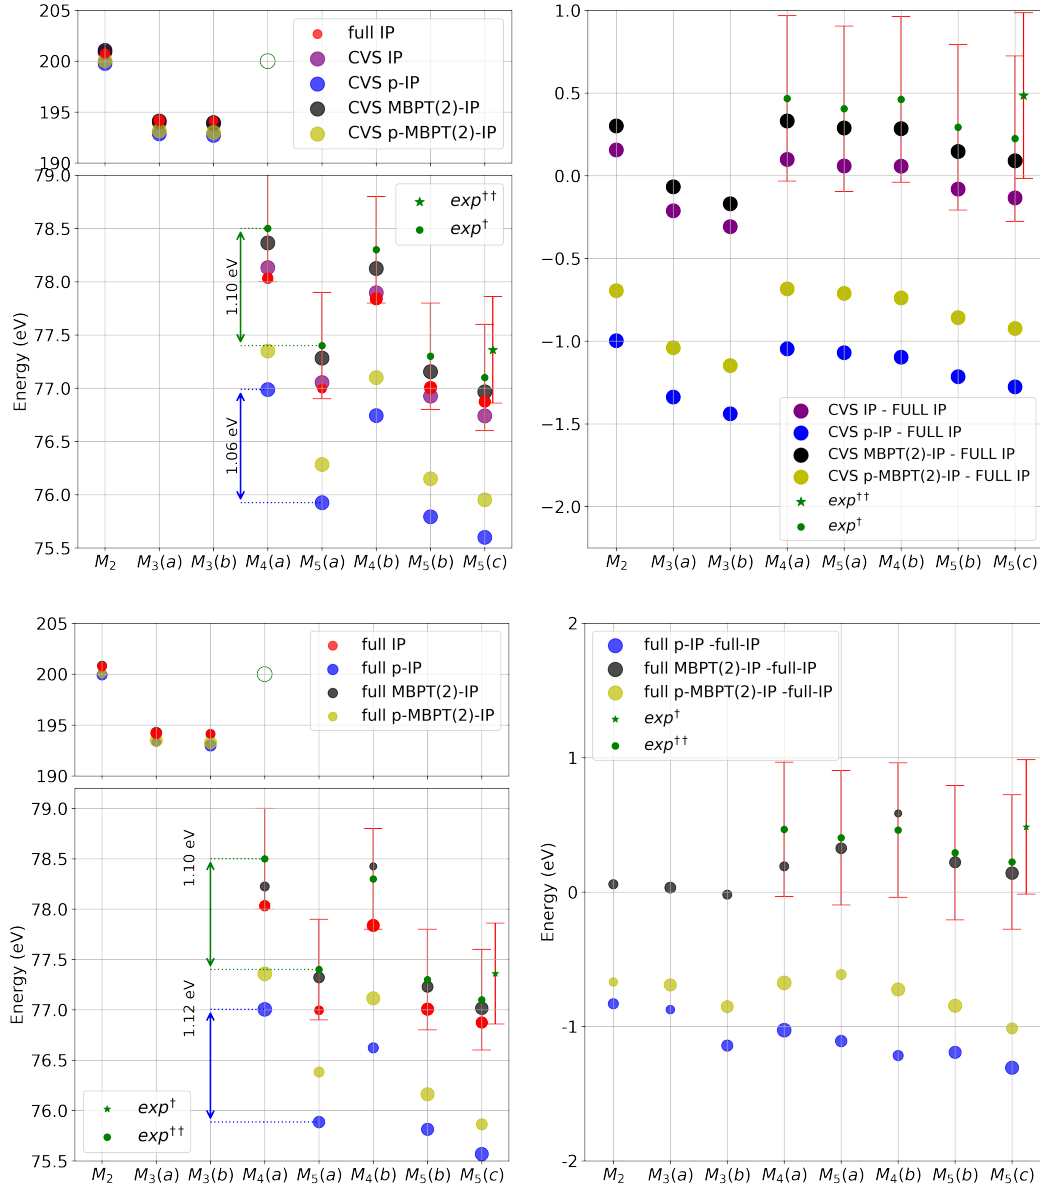 205
200
195
190
full IP
CVS IP
CVS p-IP
CVS MBPT(2)-IP
CVS p-MBPT(2)-IP
79.0
78.5
78.0
77.5
77.0
76.5
76.0
75.5
Energy (eV)
exp††
exp†
1.10 eV
1.06 eV
M2 M3(a) M3(b) M4(a) M5(a) M4(b) M5(b) M5(c)
1.0
0.5
0.0
−0.5
−1.0
−1.5
−2.0
CVS IP - FULL IP
CVS p-IP - FULL IP
CVS MBPT(2)-IP - FULL IP
CVS p-MBPT(2)-IP - FULL IP
exp††
exp†
M2 M3(a) M3(b) M4(a) M5(a) M4(b) M5(b) M5(c)
205
200
195
190
full IP
full p-IP
full MBPT(2)-IP
full p-MBPT(2)-IP
79.0
78.5
78.0
77.5
77.0
76.5
76.0
75.5
Energy (eV)
1.10 eV
1.12 eV
exp†
exp††
M2 M3(a) M3(b) M4(a) M5(a) M4(b) M5(b) M5(c)
2
1
0
-1
-2
Energy (eV)
full p-IP -full-IP
full MBPT(2)-IP -full-IP
full p-MBPT(2)-IP -full-IP
exp†
exp††
M2 M3(a) M3(b) M4(a) M5(a) M4(b) M5(b) M5(c)